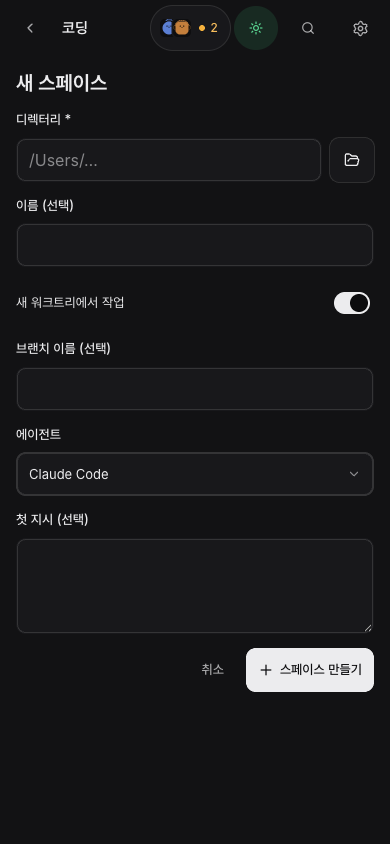 코딩
2
새 스페이스
디렉터리 *
/Users/...
이름 (선택)
새 워크트리에서 작업
브랜치 이름 (선택)
에이전트
Claude Code
첫 지시 (선택)
취소
스페이스 만들기